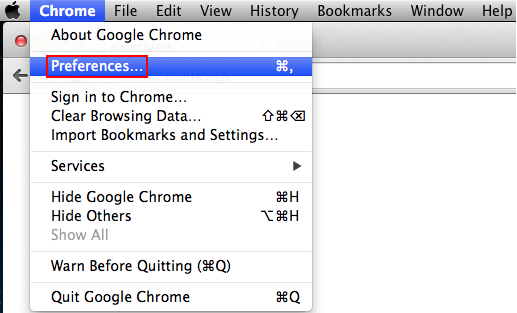 Chrome File Edit View History Bookmarks Window Help
About Google Chrome
Preferences... ⌘,
Sign in to Chrome...
Clear Browsing Data... ⇧⌘⌫
Import Bookmarks and Settings...
Services ▶
Hide Google Chrome ⌘H
Hide Others ⌥⌘H
Show All
Warn Before Quitting (⌘Q)
Quit Google Chrome ⌘Q